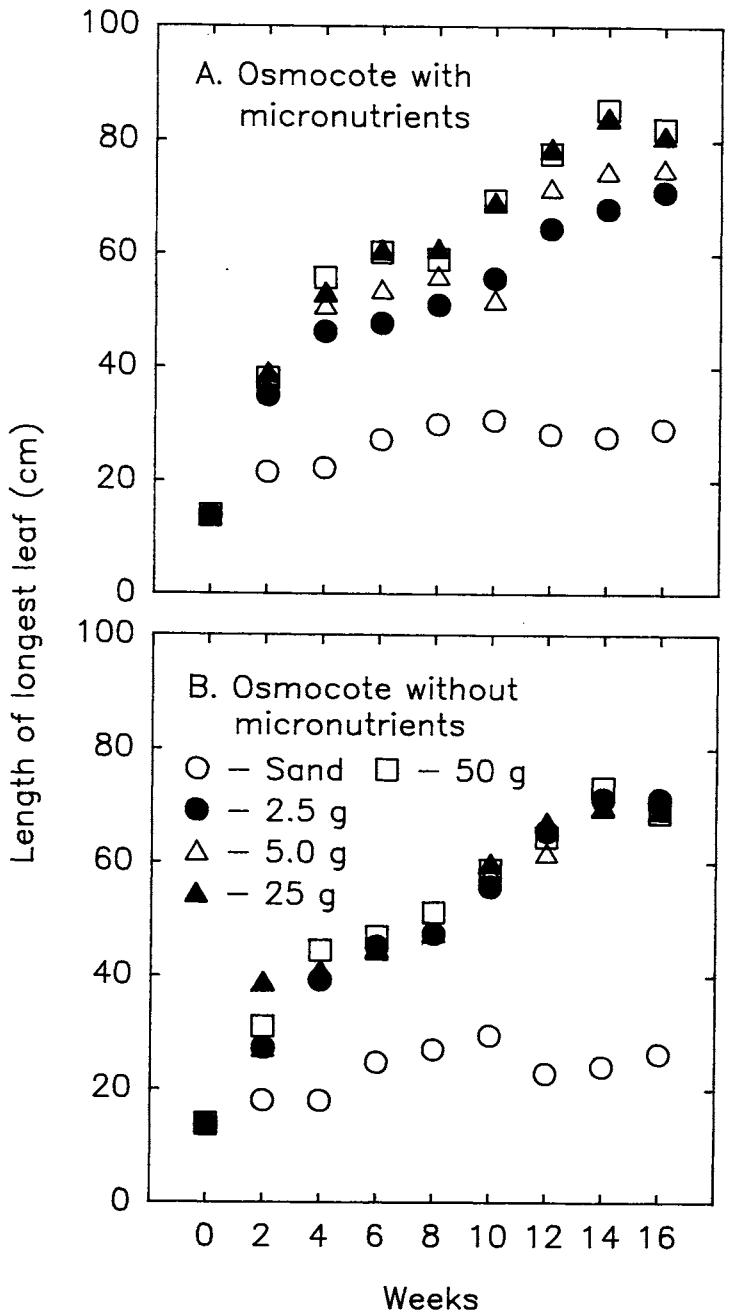 100
A. Osmocote with
micronutrients
80
60
40
20
0
Length of longest leaf (cm)
100
B. Osmocote without
micronutrients
80
– Sand – 50 g
– 2.5 g
60
– 5.0 g
– 25 g
40
20
0
0 2 4 6 8 10 12 14 16
Weeks